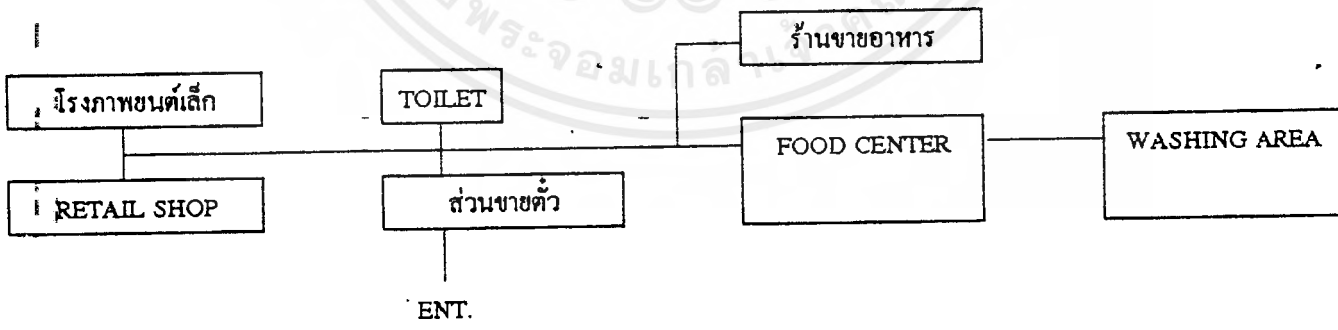 ร้านขายอาหาร
โรงภาพยนต์เล็ก
TOILET
FOOD CENTER
WASHING AREA
RETAIL SHOP
ส่วนขายตั๋ว
ENT.